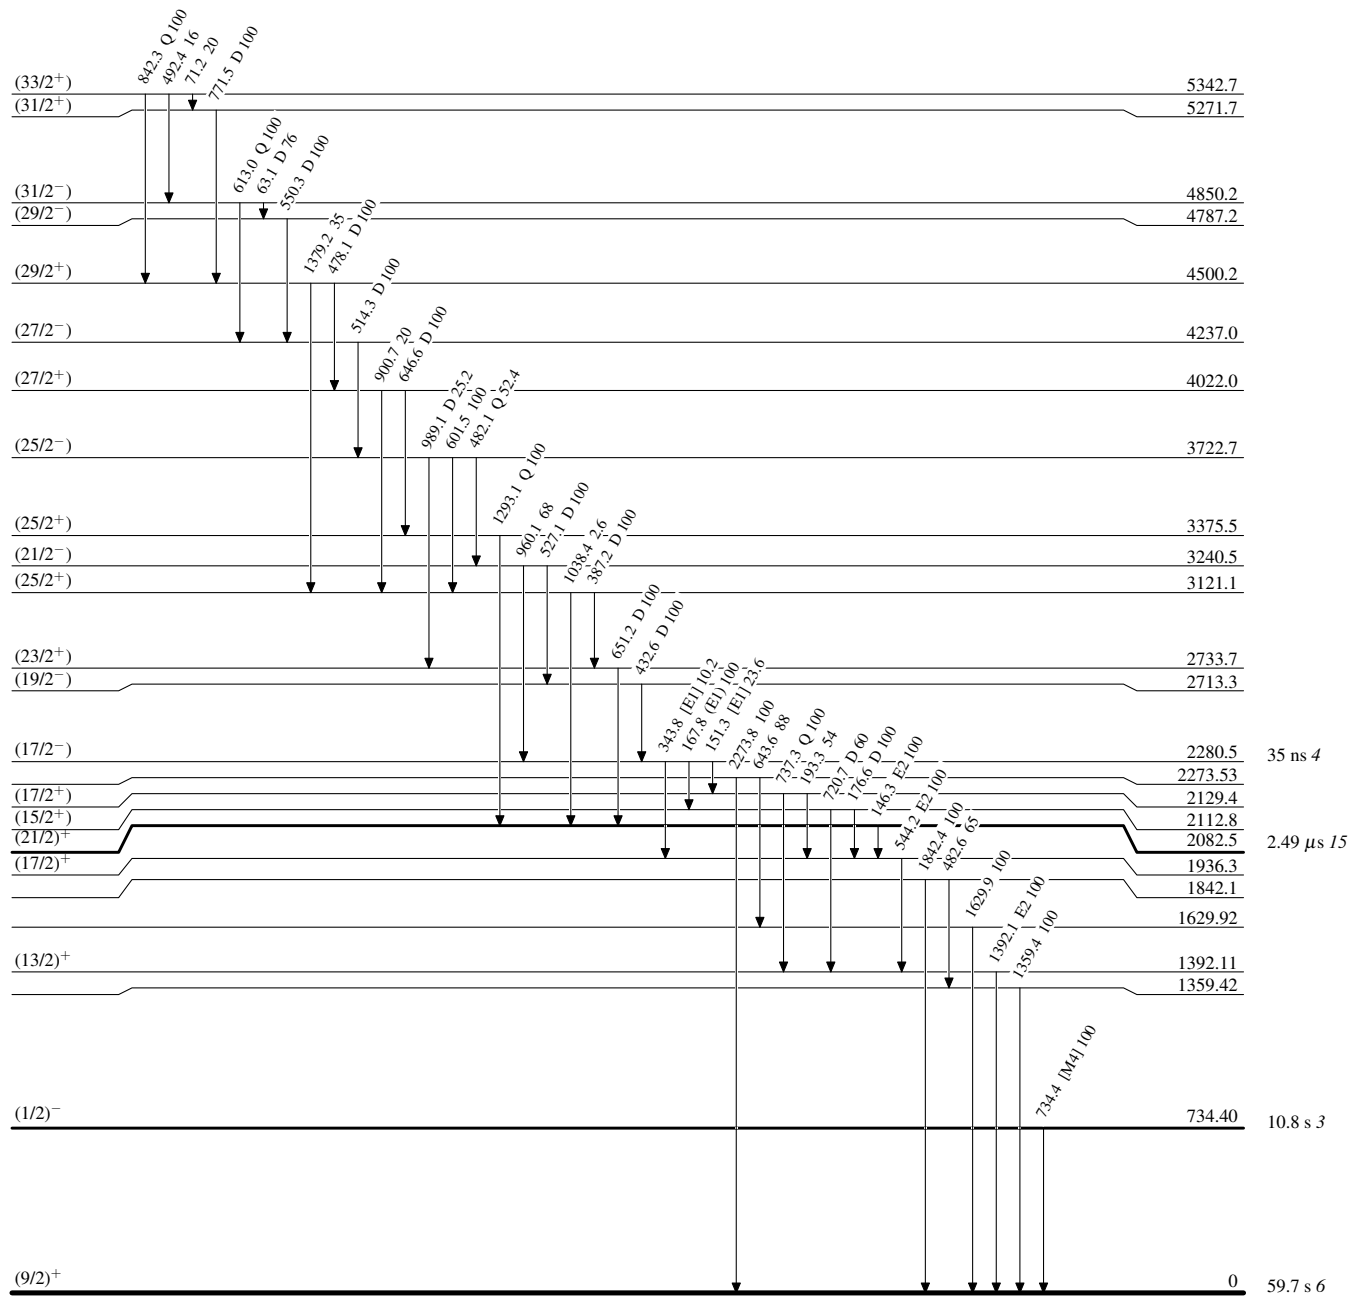 842.3 Q 100
492.4 16
71.2 20
771.5 D 100
(33/2⁺) 5342.7
(31/2⁺) 5271.7
613.0 Q 100
63.1 D 76
550.3 D 100
(31/2⁻) 4850.2
(29/2⁻) 4787.2
1379.2 35
478.1 D 100
(29/2⁺) 4500.2
514.3 D 100
(27/2⁻) 4237.0
900.7 20
646.6 D 100
(27/2⁺) 4022.0
989.1 D 25.2
601.5 100
482.1 Q 52.4
(25/2⁻) 3722.7
1293.1 Q 100
(25/2⁺) 3375.5
960.1 68
527.1 D 100
(21/2⁻) 3240.5
1038.4 2.6
387.2 D 100
(25/2⁺) 3121.1
651.2 D 100
(23/2⁺) 2733.7
432.6 D 100
(19/2⁻) 2713.3
343.8 [E1] 10.2
167.8 (E1) 100
151.3 [E1] 23.6
(17/2⁻) 2280.5 35 ns 4
2273.8 100
643.6 88
2273.53
737.3 Q 100
193.3 54
(17/2⁺) 2129.4
720.7 D 60
176.6 D 100
(15/2⁺) 2112.8
146.3 E2 100
(21/2)⁺ 2082.5 2.49 μs 15
544.2 E2 100
(17/2)⁺ 1936.3
1842.4 100
482.6 65
1842.1
1629.9 100
1629.92
1392.1 E2 100
(13/2)⁺ 1392.11
1359.4 100
1359.42
734.4 [M4] 100
(1/2)⁻ 734.40 10.8 s 3
(9/2)⁺ 0 59.7 s 6